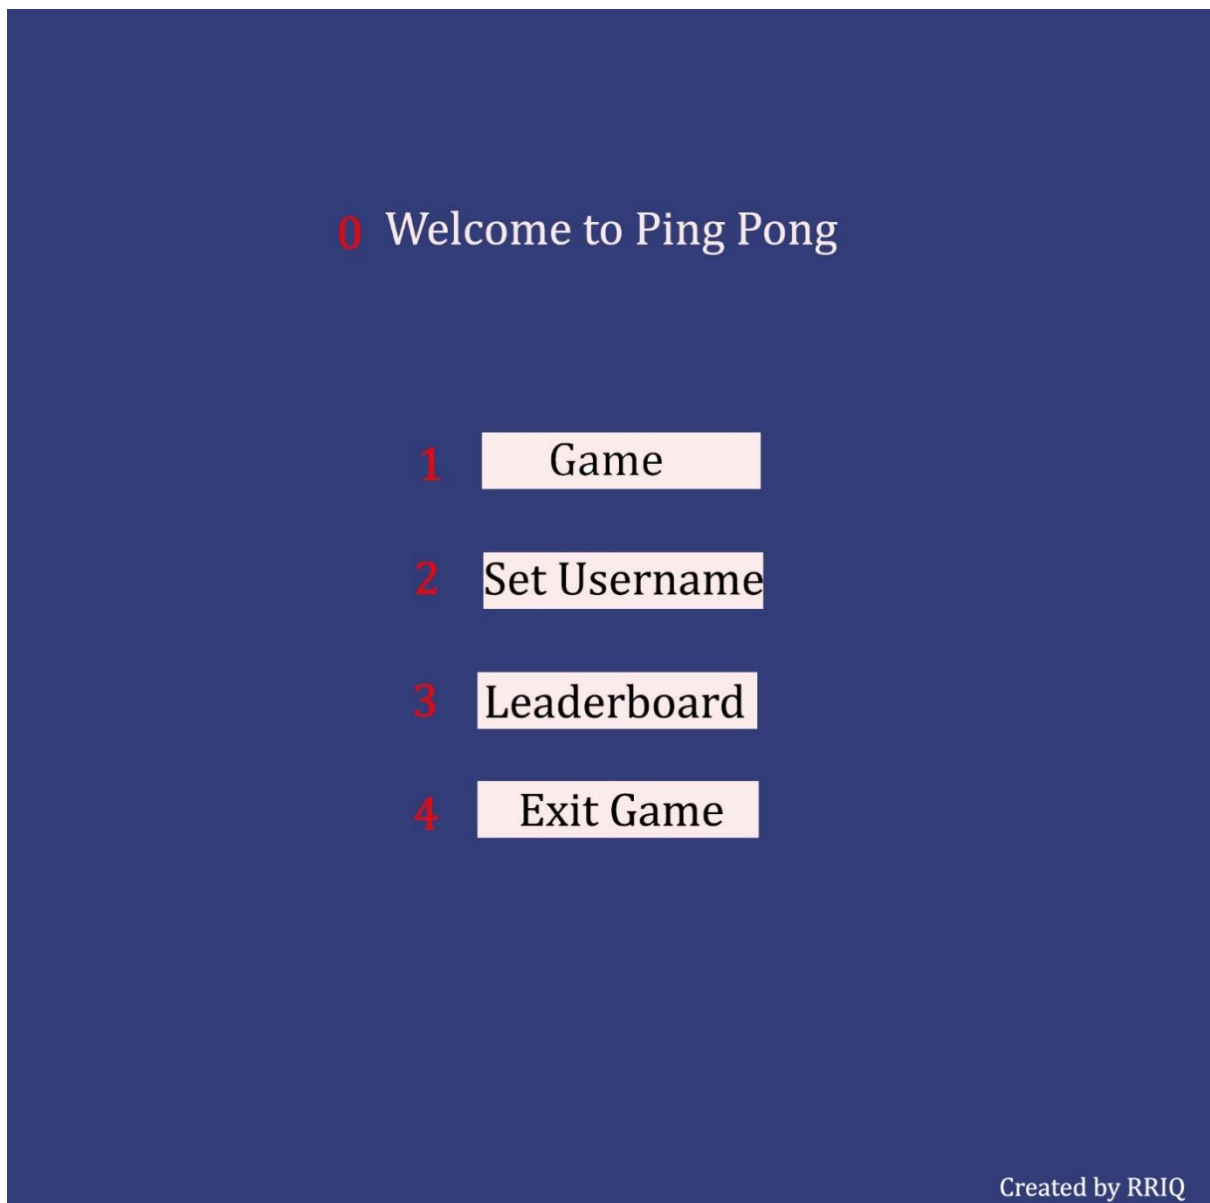 0 Welcome to Ping Pong
1 Game
2 Set Username
3 Leaderboard
4 Exit Game
Created by RRIQ